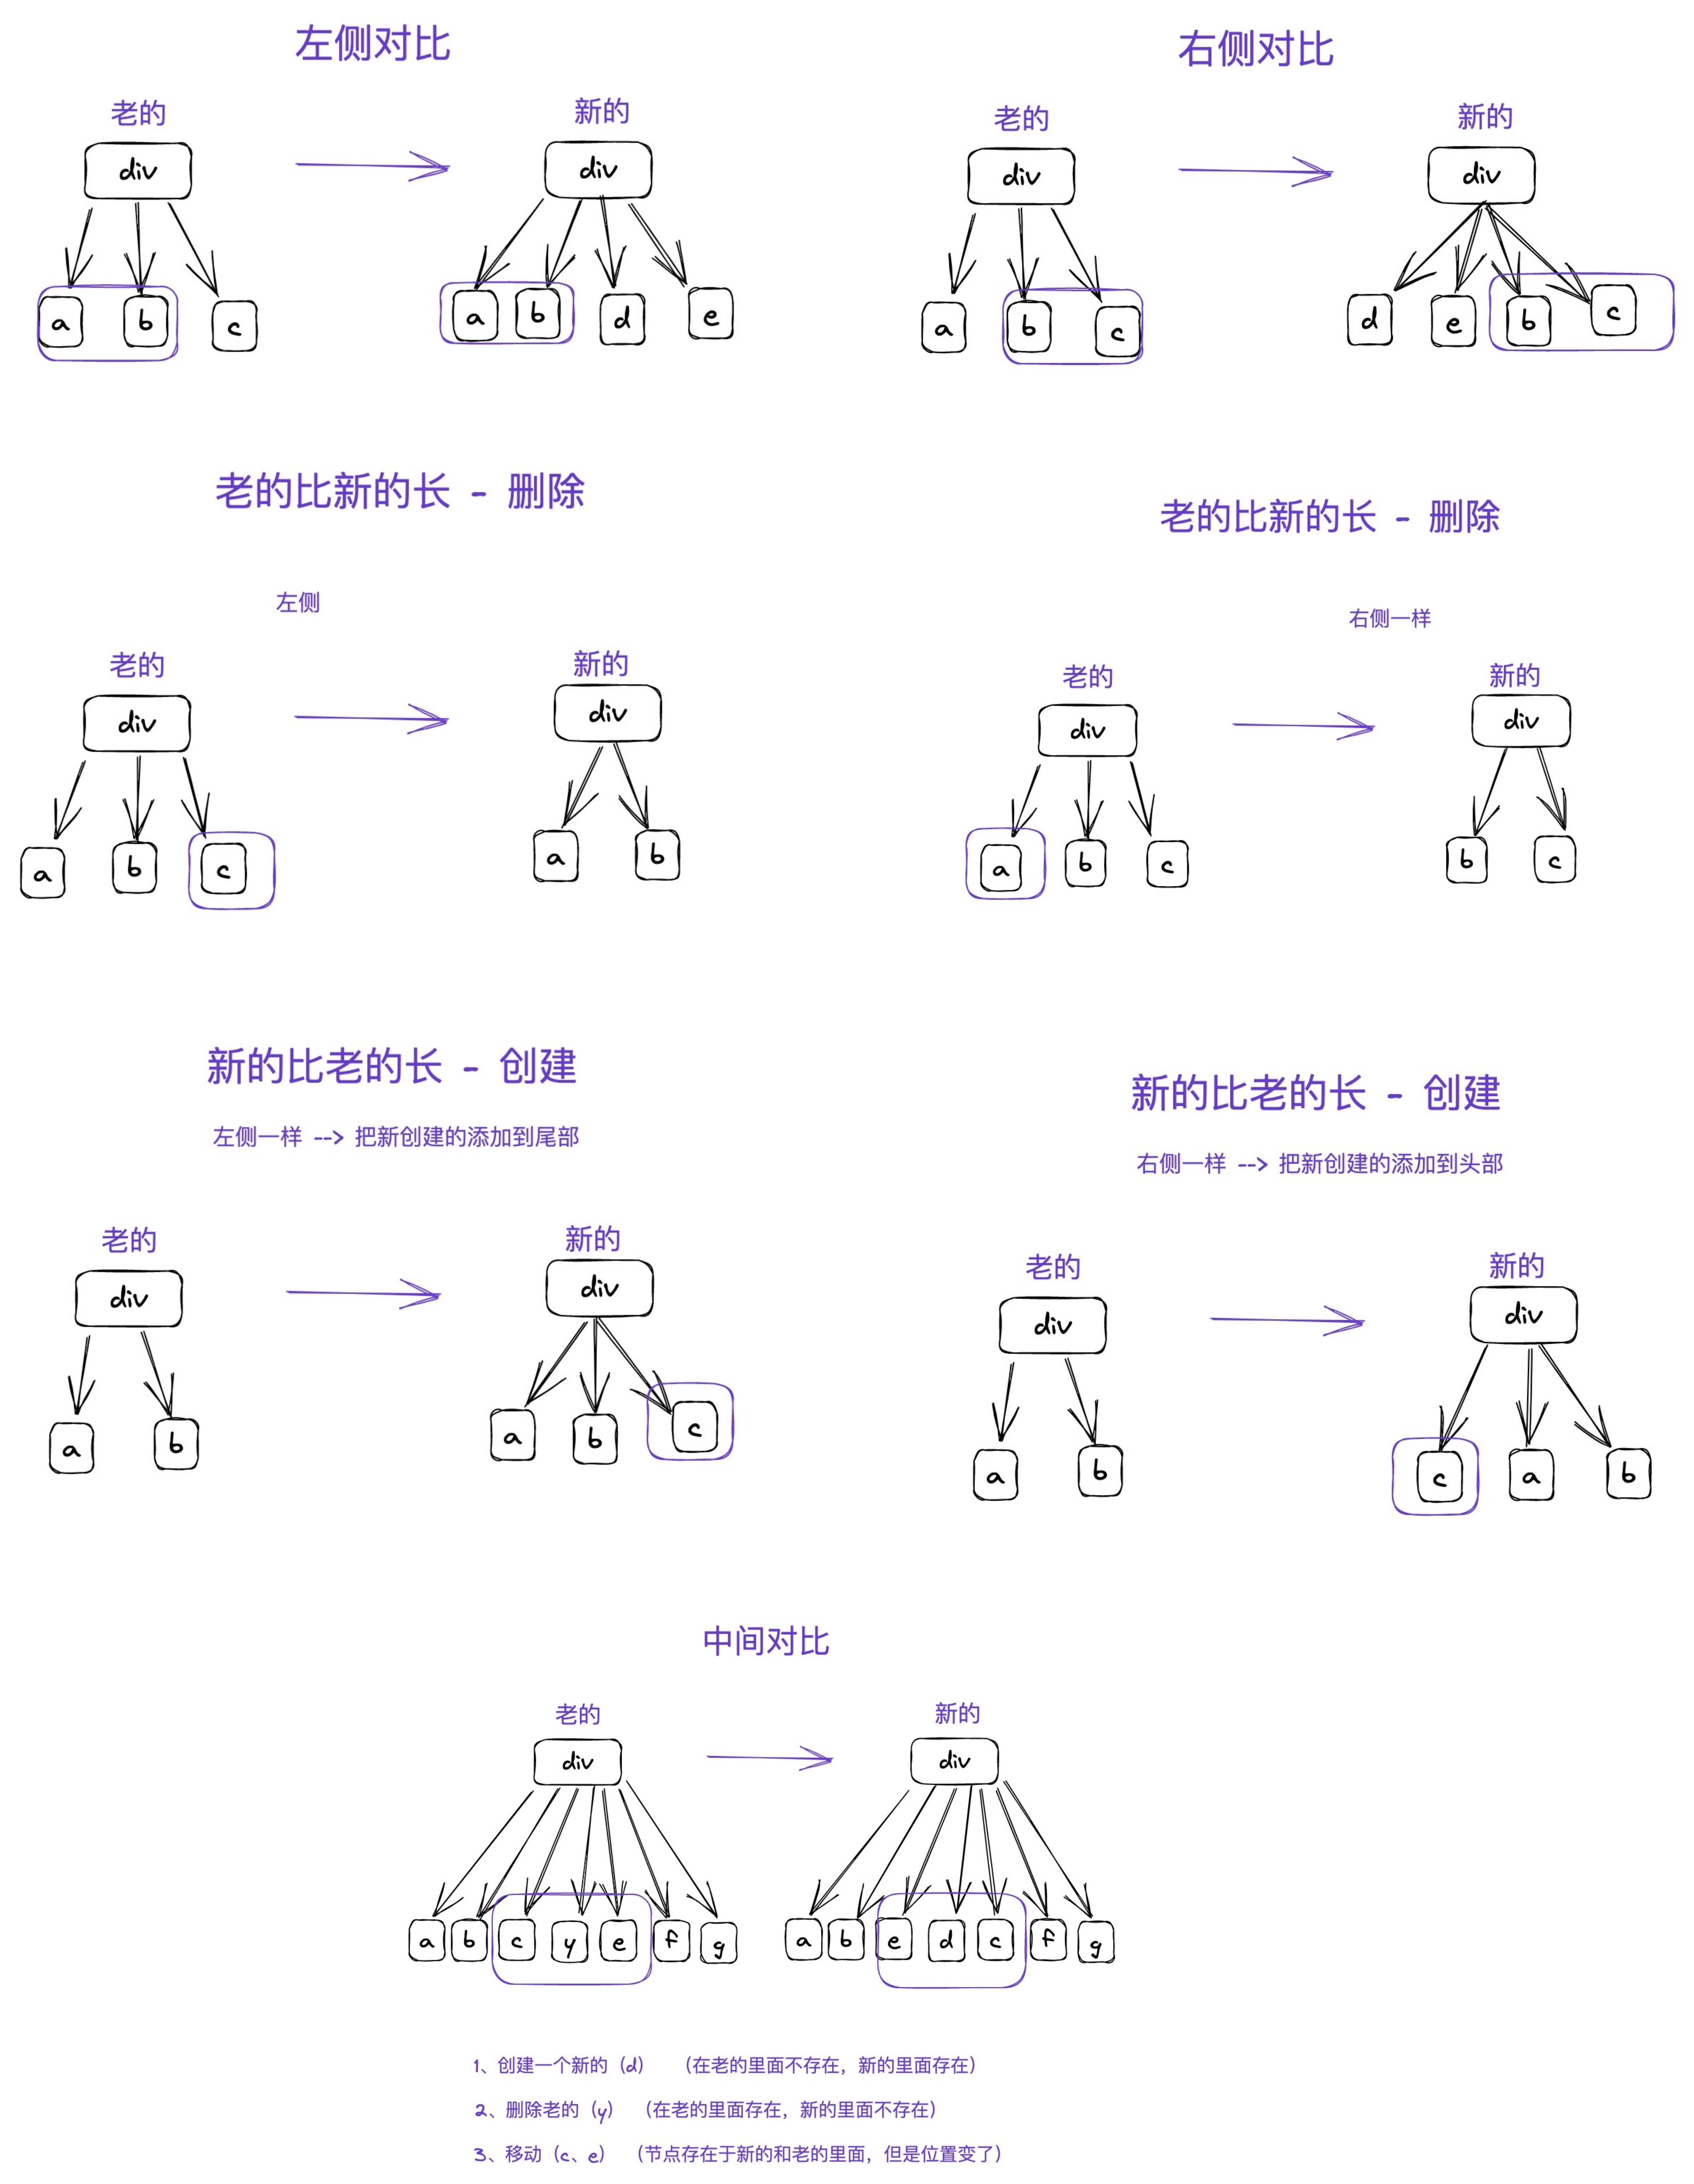 左侧对比
老的
新的
div
div
a
b
c
a
b
d
e
右侧对比
老的
新的
div
div
a
b
c
d
e
b
c
老的比新的长 - 删除
左侧
老的
新的
div
div
a
b
c
a
b
老的比新的长 - 删除
右侧一样
老的
新的
div
div
a
b
c
b
c
新的比老的长 - 创建
左侧一样 --> 把新创建的添加到尾部
老的
新的
div
div
a
b
a
b
c
新的比老的长 - 创建
右侧一样 --> 把新创建的添加到头部
老的
新的
div
div
a
b
c
a
b
中间对比
老的
新的
div
div
a
b
c
y
e
f
g
a
b
e
d
c
f
g
1、创建一个新的（d） （在老的里面不存在，新的里面存在）
2、删除老的（y） （在老的里面存在，新的里面不存在）
3、移动（c、e） （节点存在于新的和老的里面，但是位置变了）